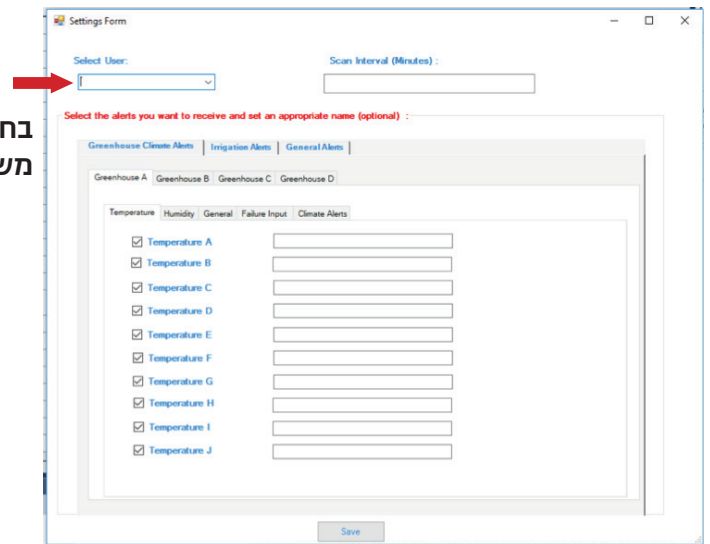 Settings Form
Select User:
Scan Interval (Minutes) :
Select the alerts you want to receive and set an appropriate name (optional) :
Greenhouse Climate Alerts Irrigation Alerts General Alerts
Greenhouse A Greenhouse B Greenhouse C Greenhouse D
Temperature Humidity General Failure Input Climate Alerts
Temperature A
Temperature B
Temperature C
Temperature D
Temperature E
Temperature F
Temperature G
Temperature H
Temperature I
Temperature J
Save